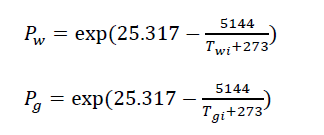 P_w = exp(25.317 − 5144/(T_wi+273))
P_g = exp(25.317 − 5144/(T_gi+273))